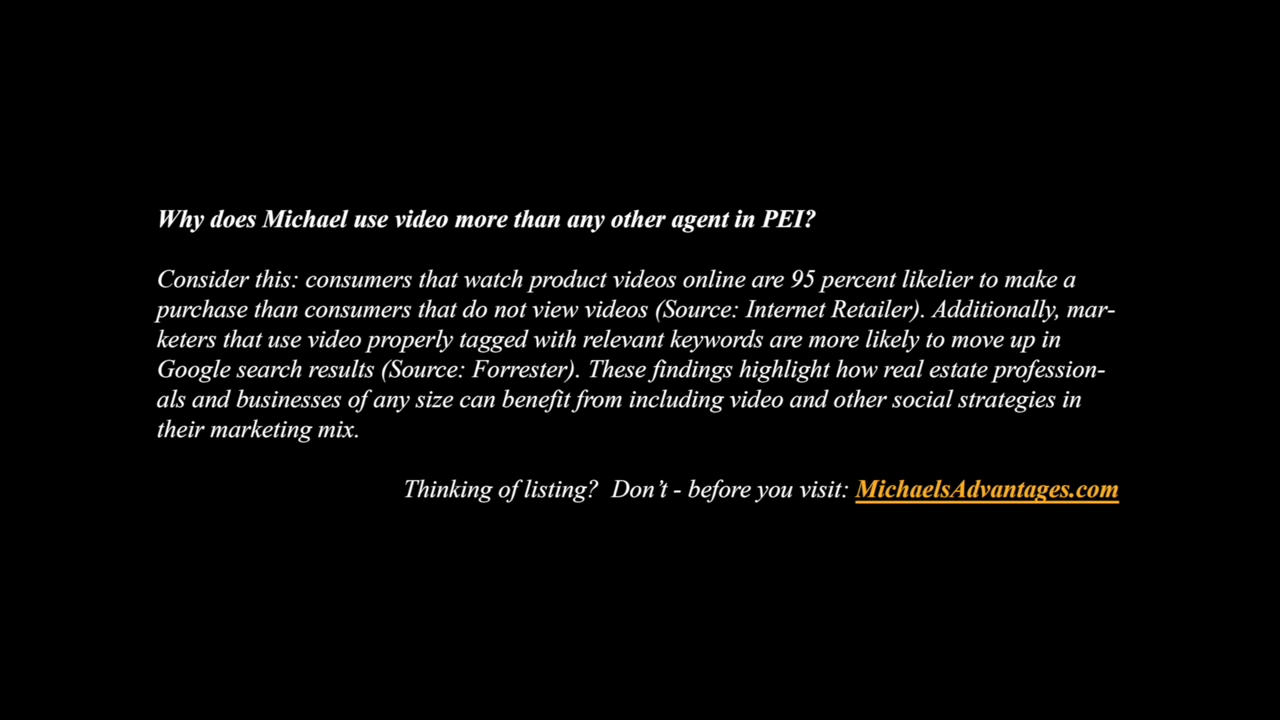 Why does Michael use video more than any other agent in PEI?
Consider this: consumers that watch product videos online are 95 percent likelier to make a
purchase than consumers that do not view videos (Source: Internet Retailer). Additionally, mar-
keters that use video properly tagged with relevant keywords are more likely to move up in
Google search results (Source: Forrester). These findings highlight how real estate profession-
als and businesses of any size can benefit from including video and other social strategies in
their marketing mix.
Thinking of listing?  Don’t - before you visit: MichaelsAdvantages.com